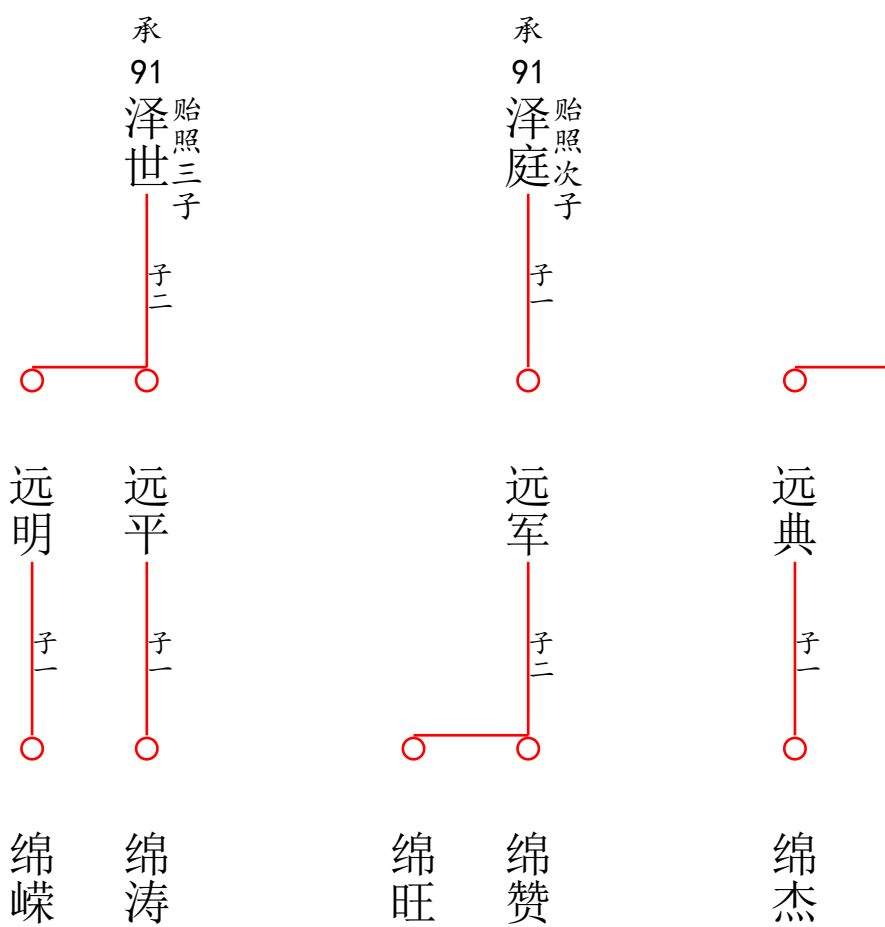 承
91
泽庭
贻照次子
子一
承
91
泽世
贻照三子
子二
远典
子一
远军
子二
远平
子一
远明
子一
绵杰
绵赞
绵旺
绵涛
绵嵘